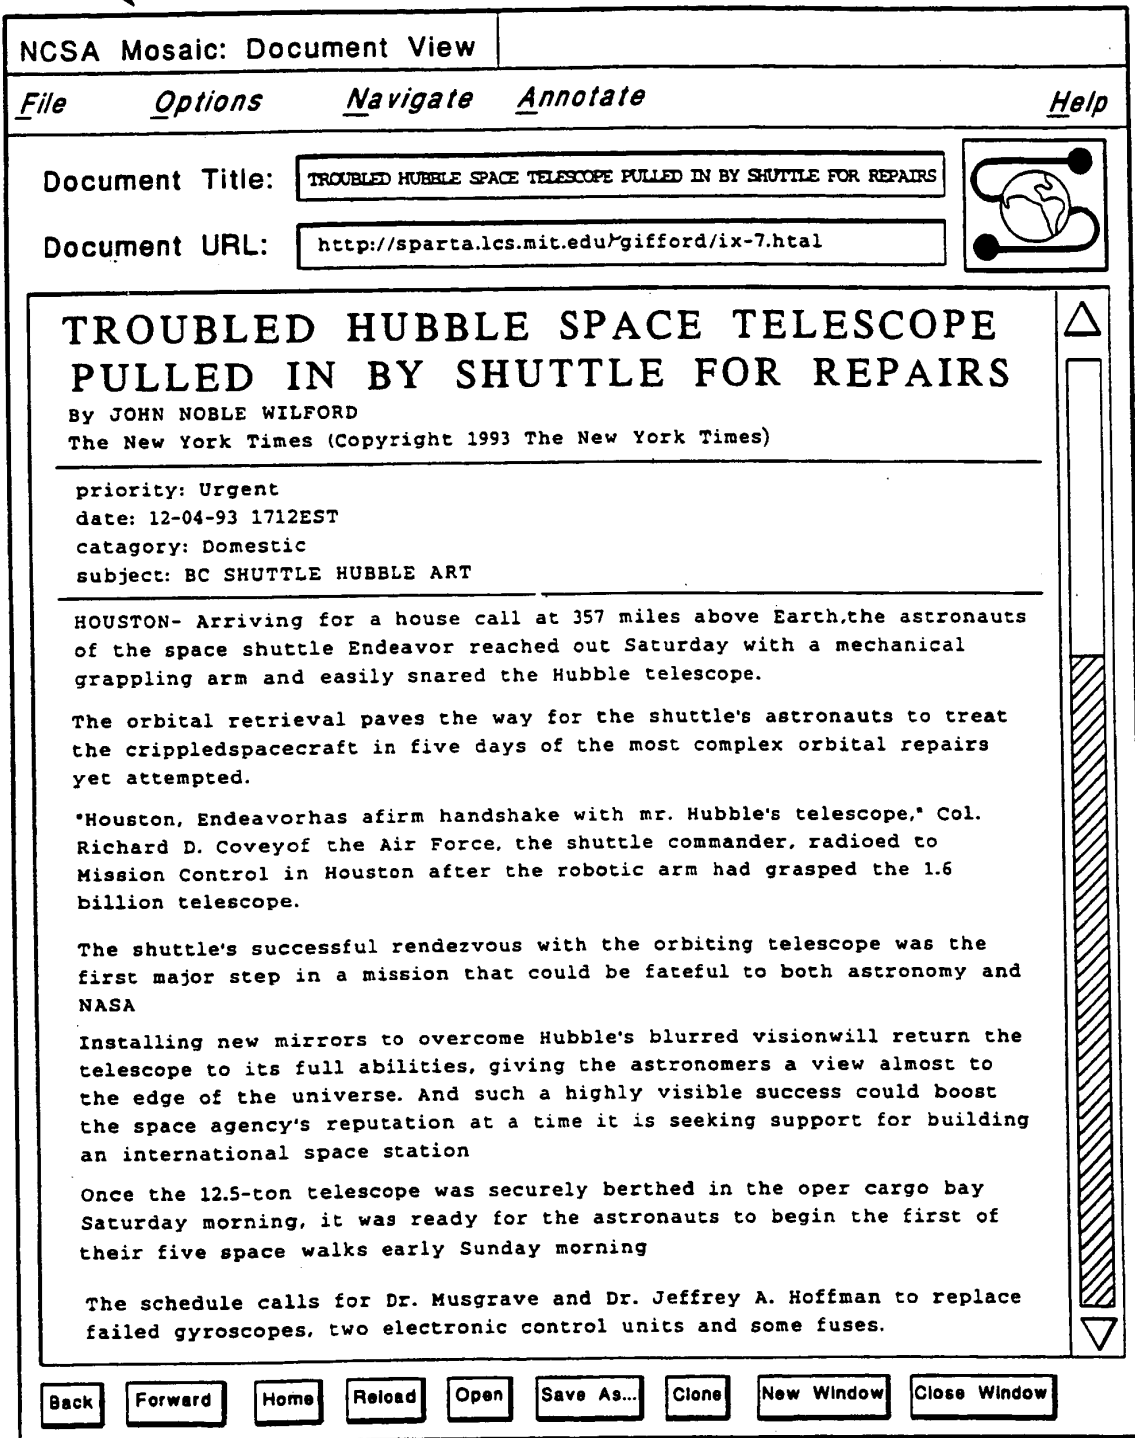 NCSA Mosaic: Document View
File Options Navigate Annotate Help
Document Title: TROUBLED HUBBLE SPACE TELESCOPE PULLED IN BY SHUTTLE FOR REPAIRS
Document URL: http://sparta.lcs.mit.edu/~gifford/ix-7.htal
TROUBLED HUBBLE SPACE TELESCOPE
PULLED IN BY SHUTTLE FOR REPAIRS
By JOHN NOBLE WILFORD
The New York Times (Copyright 1993 The New York Times)
priority: Urgent
date: 12-04-93 1712EST
catagory: Domestic
subject: BC SHUTTLE HUBBLE ART
HOUSTON- Arriving for a house call at 357 miles above Earth,the astronauts
of the space shuttle Endeavor reached out Saturday with a mechanical
grappling arm and easily snared the Hubble telescope.
The orbital retrieval paves the way for the shuttle's astronauts to treat
the crippledspacecraft in five days of the most complex orbital repairs
yet attempted.
"Houston, Endeavorhas afirm handshake with mr. Hubble's telescope," Col.
Richard D. Coveyof the Air Force, the shuttle commander, radioed to
Mission Control in Houston after the robotic arm had grasped the 1.6
billion telescope.
The shuttle's successful rendezvous with the orbiting telescope was the
first major step in a mission that could be fateful to both astronomy and
NASA
Installing new mirrors to overcome Hubble's blurred visionwill return the
telescope to its full abilities, giving the astronomers a view almost to
the edge of the universe. And such a highly visible success could boost
the space agency's reputation at a time it is seeking support for building
an international space station
Once the 12.5-ton telescope was securely berthed in the oper cargo bay
Saturday morning, it was ready for the astronauts to begin the first of
their five space walks early Sunday morning
The schedule calls for Dr. Musgrave and Dr. Jeffrey A. Hoffman to replace
failed gyroscopes, two electronic control units and some fuses.
Back Forward Home Reload Open Save As... Clone New Window Close Window